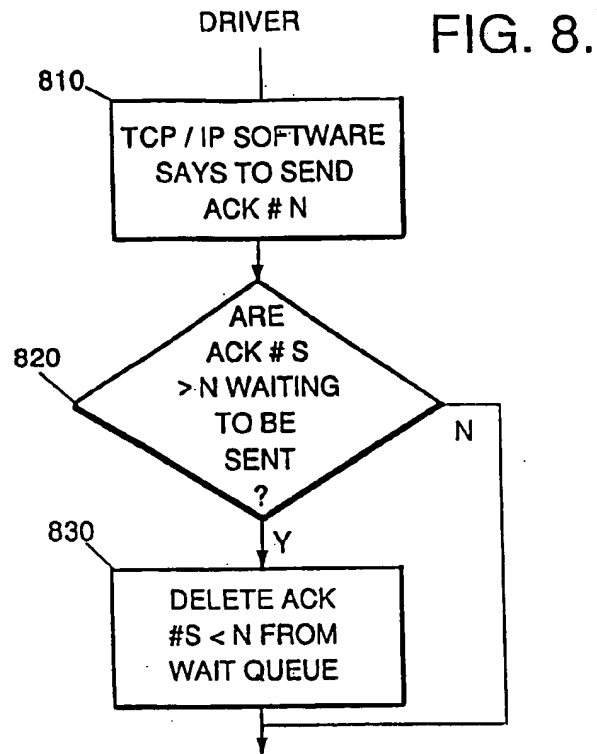 DRIVER
FIG. 8.
810
TCP / IP SOFTWARE
SAYS TO SEND
ACK # N
820
ARE
ACK # S
> N WAITING
TO BE
SENT
?
N
Y
830
DELETE ACK
#S < N FROM
WAIT QUEUE